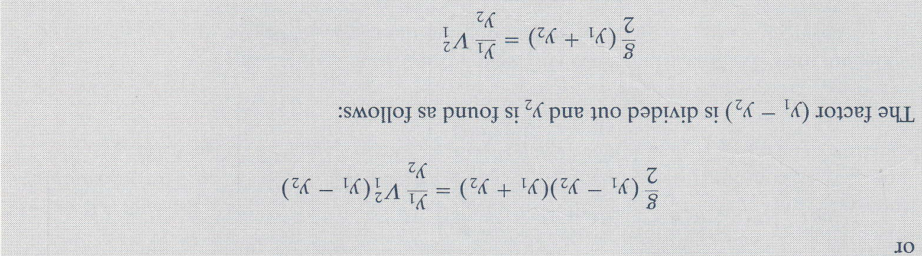 or
g/2 (y₁ − y₂)(y₁ + y₂) = y₁/y₂ V₁²(y₁ − y₂)
The factor (y₁ − y₂) is divided out and y₂ is found as follows:
g/2 (y₁ + y₂) = y₁/y₂ V₁²